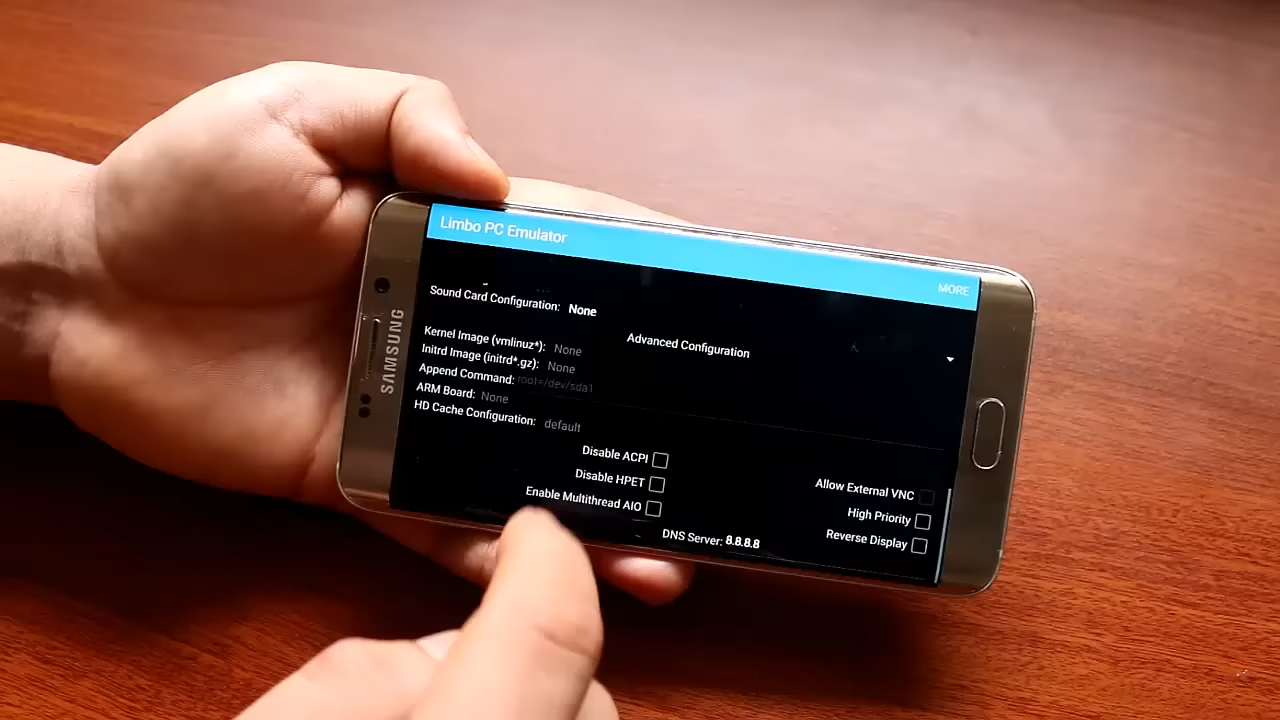 Limbo PC Emulator
MORE
Sound Card Configuration: None
Advanced Configuration
Kernel Image (vmlinuz*): None
Initrd Image (initrd*.gz): None
Append Command: root=/dev/sda1
ARM Board: None
HD Cache Configuration: default
Disable ACPI
Allow External VNC
Disable HPET
High Priority
Enable Multithread AIO
Reverse Display
DNS Server: 8.8.8.8
SAMSUNG